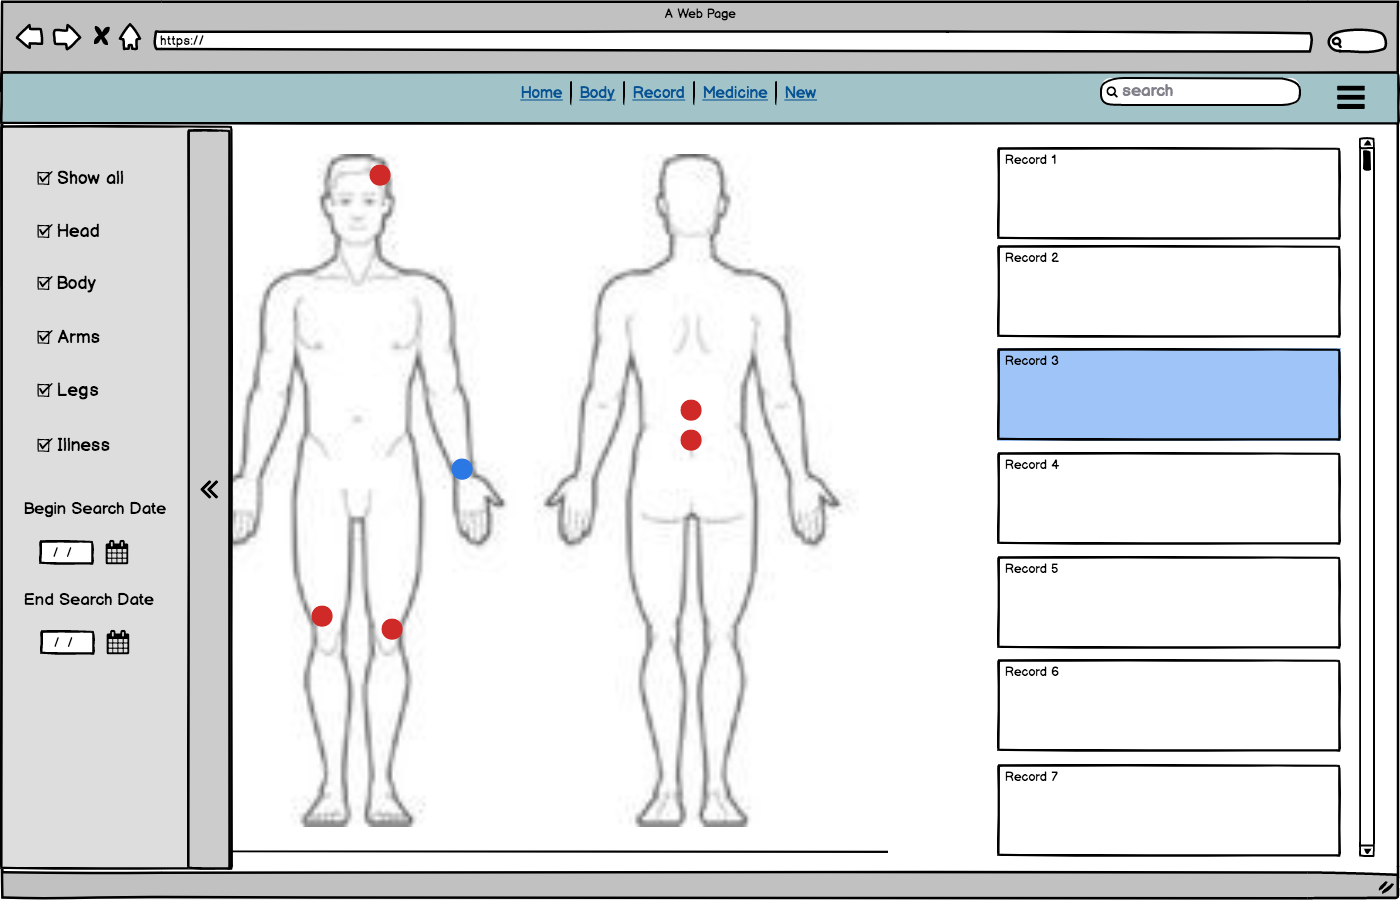 A Web Page
https://
Home Body Record Medicine New
search
Show all
Head
Body
Arms
Legs
Illness
Begin Search Date
/ /
End Search Date
/ /
Record 1
Record 2
Record 3
Record 4
Record 5
Record 6
Record 7